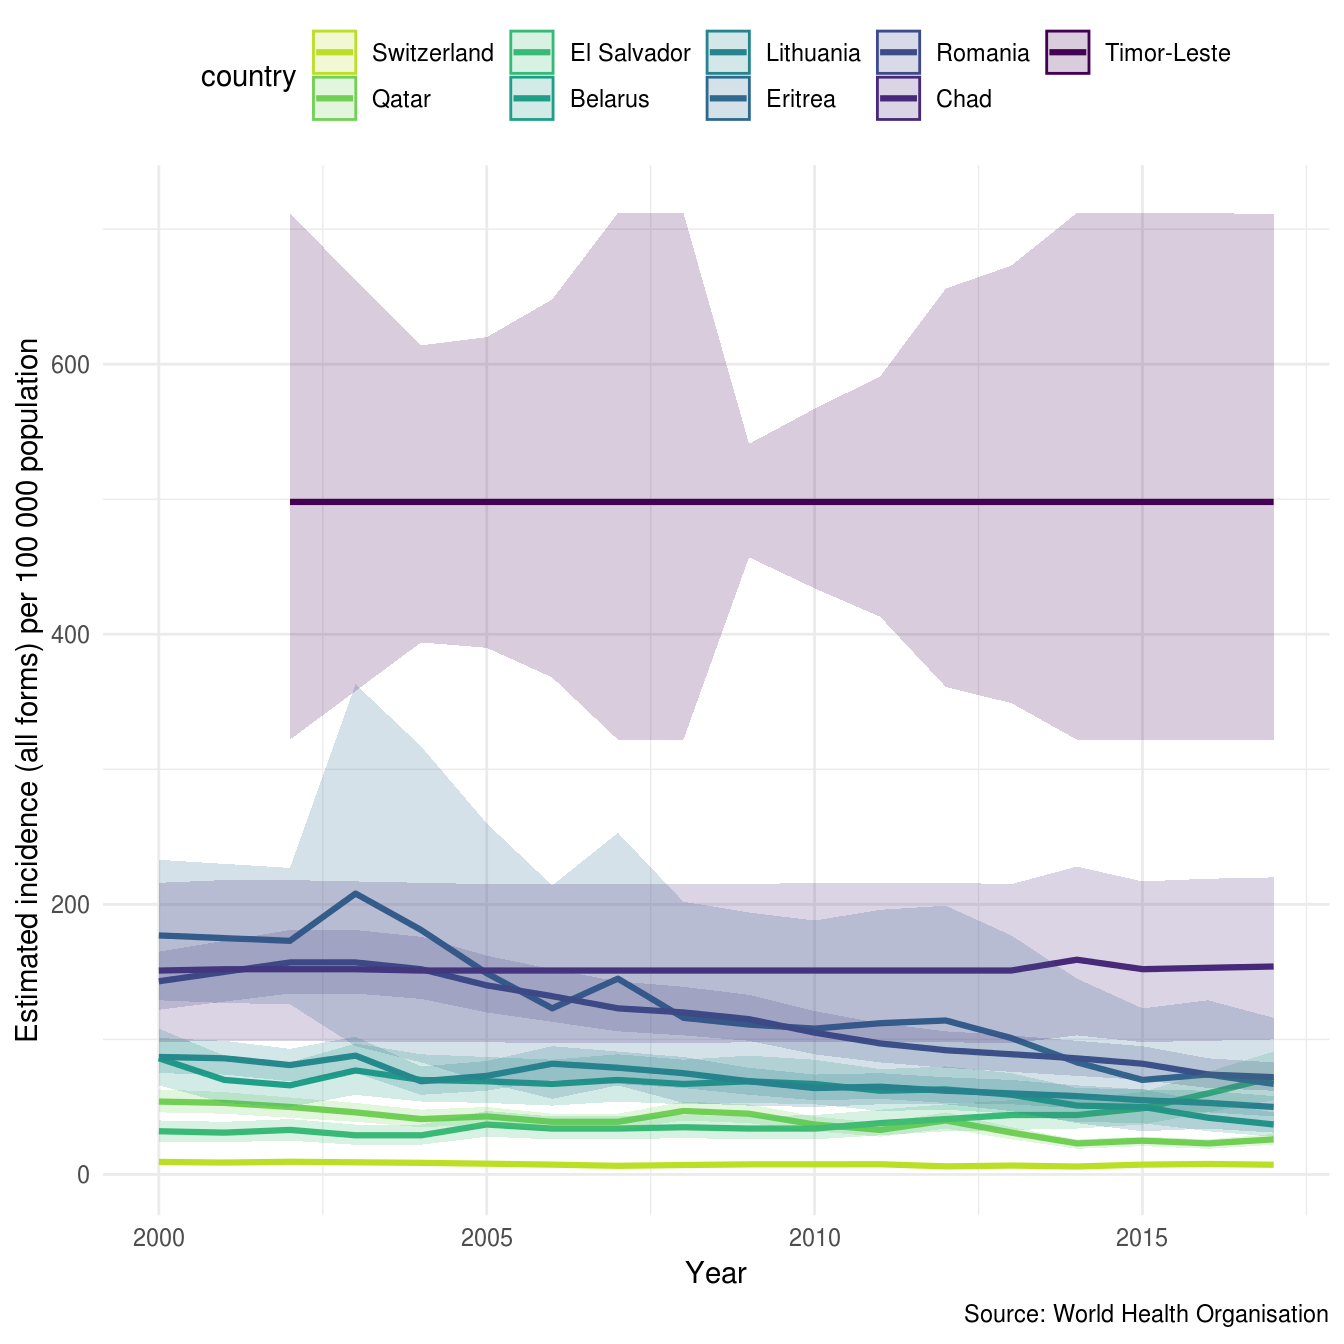 country
Switzerland El Salvador Lithuania Romania Timor-Leste
Qatar Belarus Eritrea Chad
Estimated incidence (all forms) per 100 000 population
600
400
200
0
2000 2005 2010 2015
Year
Source: World Health Organisation